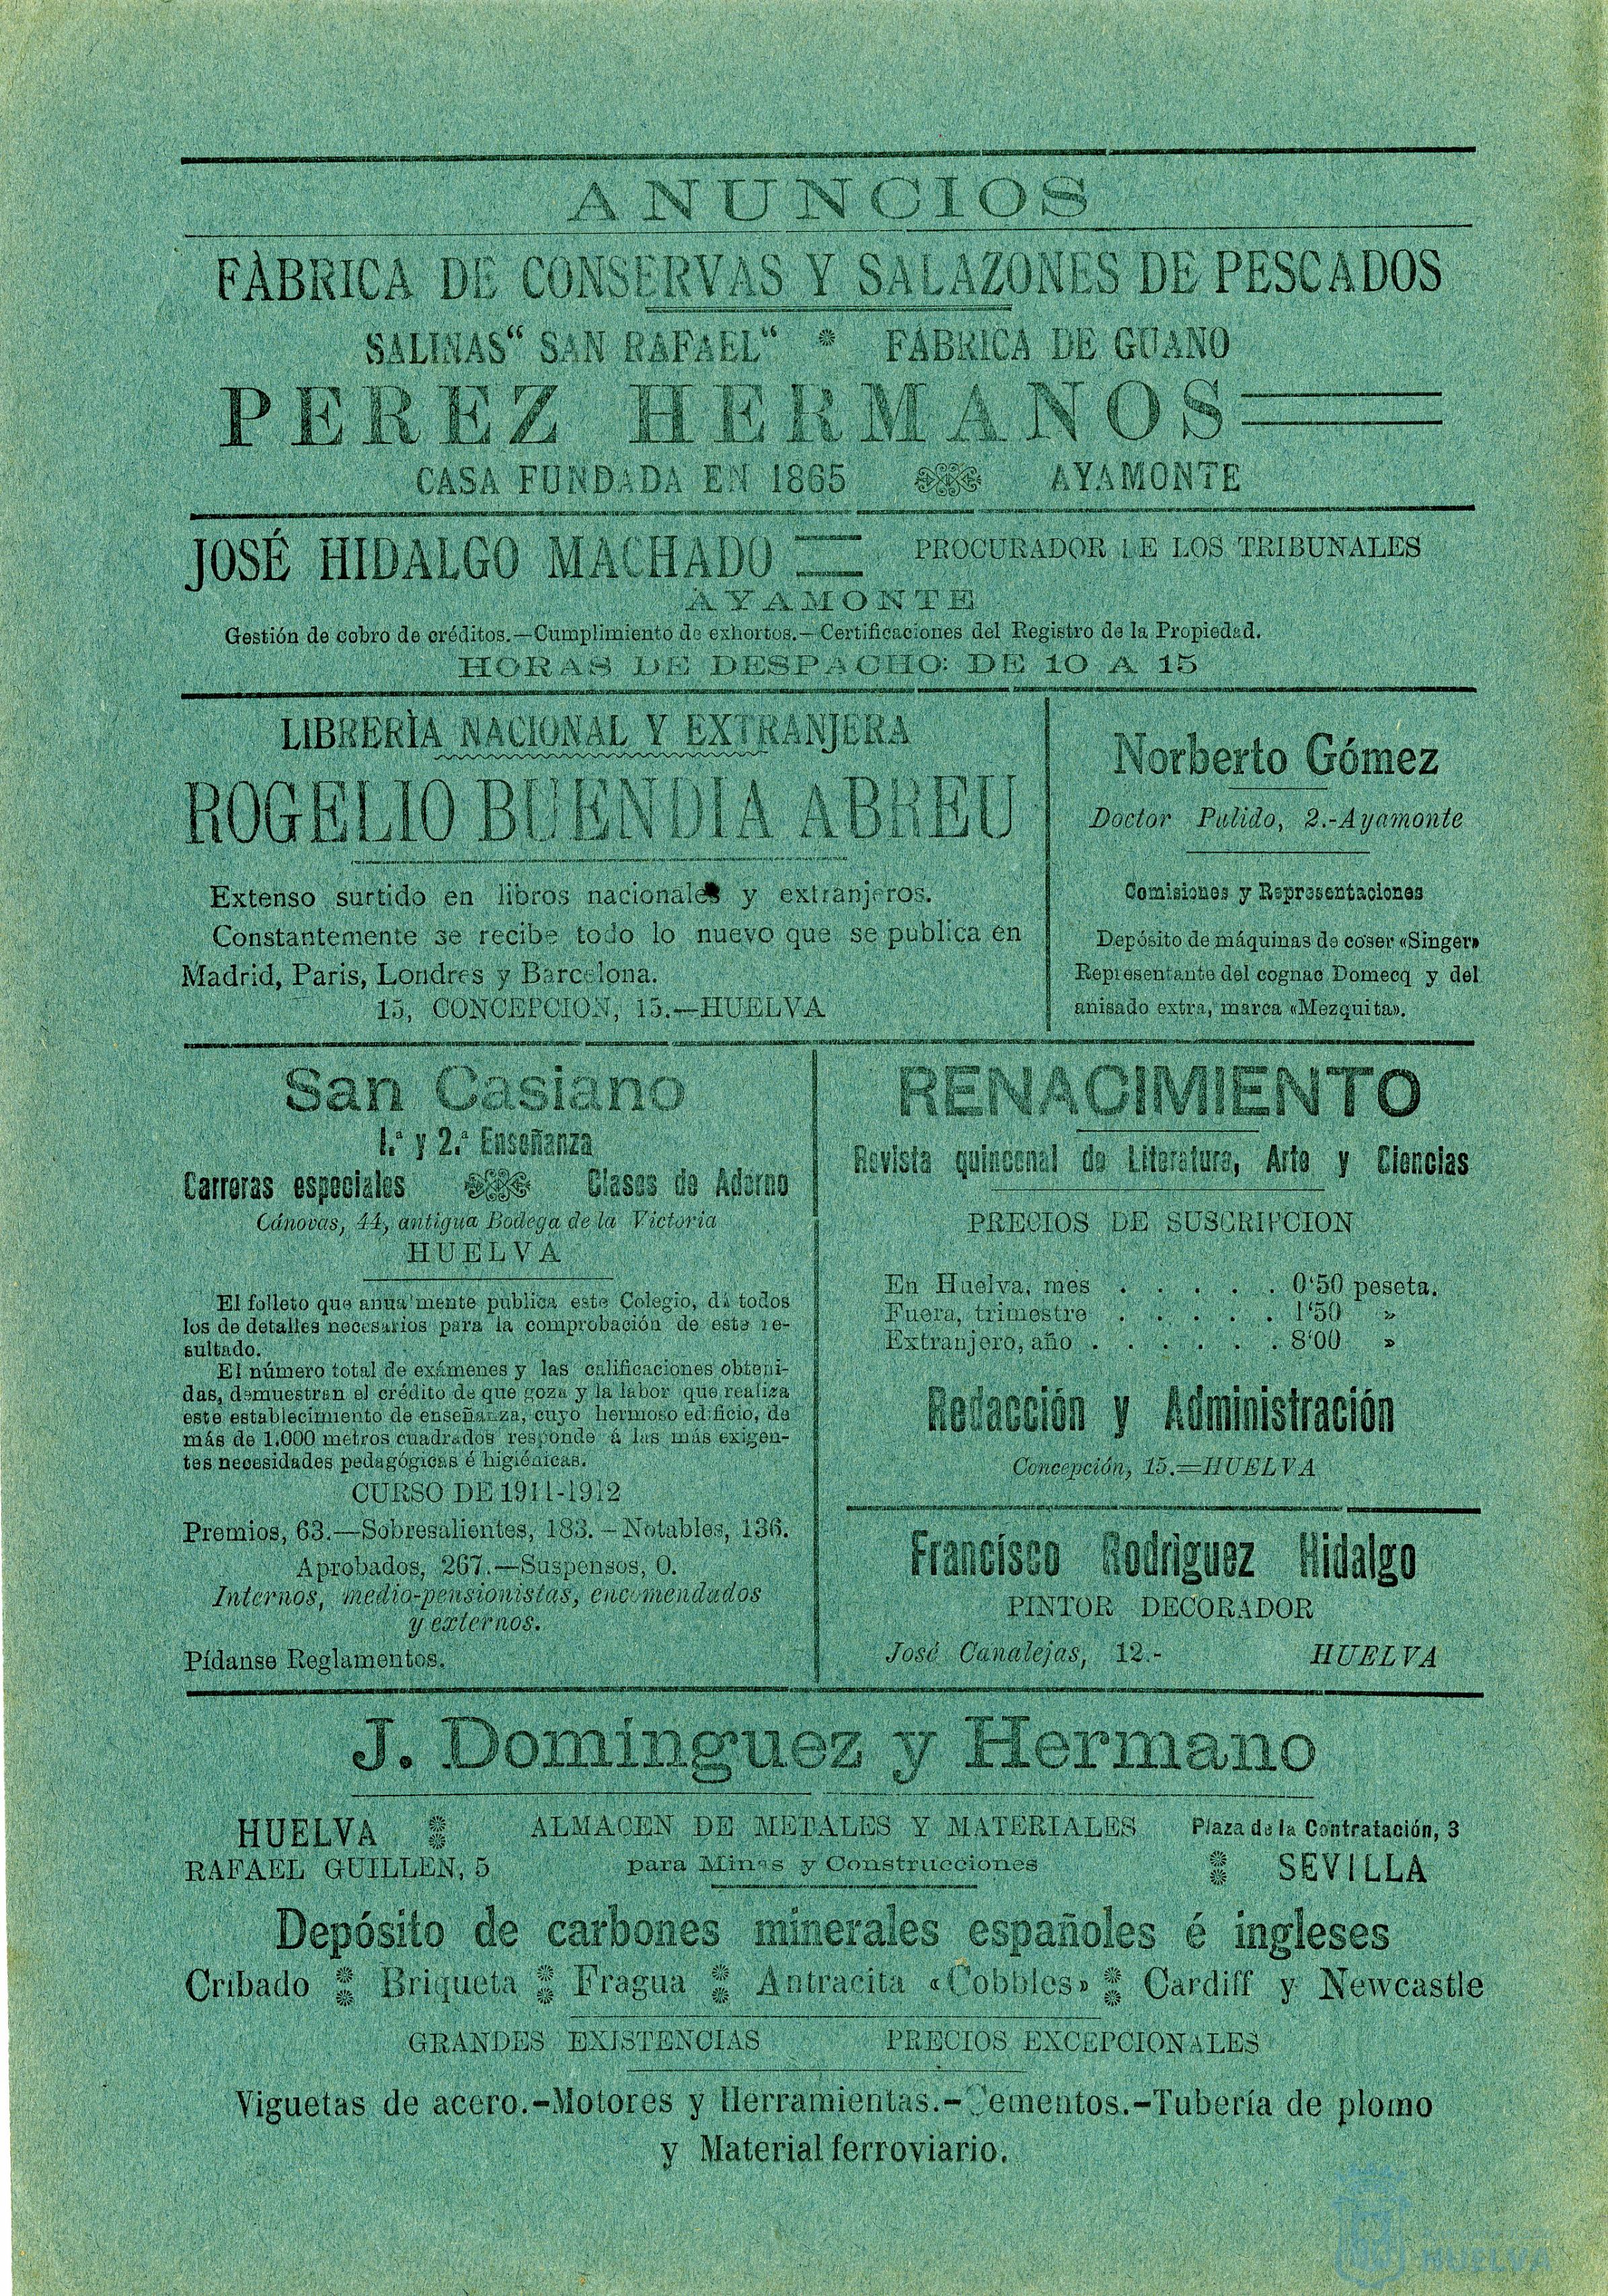 ANUNCIOS
FÀBRICA DE CONSERVAS Y SALAZONES DE PESCADOS
SALINAS“ SAN RAFAEL“ FÁBRICA DE GUANO
PEREZ HERMANOS
CASA FUNDADA EN 1865 AYAMONTE
JOSÉ HIDALGO MACHADO PROCURADOR DE LOS TRIBUNALES
AYAMONTE
Gestión de cobro de créditos.—Cumplimiento de exhortos.—Certificaciones del Registro de la Propiedad.
HORAS DE DESPACHO: DE 10 A 15
LIBRERÌA NACIONAL Y EXTRANJERA
ROGELIO BUENDIA ABREU
Extenso surtido en libros nacionales y extranjeros.
Constantemente se recibe todo lo nuevo que se publica en
Madrid, Paris, Londres y Barcelona.
15, CONCEPCION, 15.—HUELVA
Norberto Gómez
Doctor Pulido, 2.-Ayamonte
Comisiones y Representaciones
Depósito de máquinas de coser «Singer»
Representante del cognac Domecq y del
anisado extra, marca «Mezquita».
San Casiano
1.ª y 2.ª Enseñanza
Carreras especiales Clases de Adorno
Cánovas, 44, antigua Bodega de la Victoria
HUELVA
El folleto que anualmente publica este Colegio, dá todos
los de detalles necesarios para la comprobación de este re-
sultado.
El número total de exámenes y las calificaciones obteni-
das, demuestran el crédito de que goza y la labor que realiza
este establecimiento de enseñanza, cuyo hermoso edificio, de
más de 1.000 metros cuadrados responde á las más exigen-
tes necesidades pedagógicas é higiénicas.
CURSO DE 1911-1912
Premios, 63.—Sobresalientes, 183.—Notables, 136.
Aprobados, 267.—Suspensos, 0.
Internos, medio-pensionistas, encomendados
y externos.
Pídanse Reglamentos.
RENACIMIENTO
Revista quincenal de Literatura, Arte y Ciencias
PRECIOS DE SUSCRIPCION
En Huelva, mes . . . . . 0‘50 peseta.
Fuera, trimestre . . . . . 1‘50 »
Extranjero, año . . . . . . 8‘00 »
Redacción y Administración
Concepción, 15.=HUELVA
Francísco Rodrìguez Hidalgo
PINTOR DECORADOR
José Canalejas, 12.- HUELVA
J. Domínguez y Hermano
HUELVA ALMACEN DE METALES Y MATERIALES Plaza de la Contratación, 3
RAFAEL GUILLEN, 5 para Minas y Construcciones SEVILLA
Depósito de carbones minerales españoles é ingleses
Cribado Briqueta Fragua Antracita «Cobbles» Cardiff y Newcastle
GRANDES EXISTENCIAS PRECIOS EXCEPCIONALES
Viguetas de acero.-Motores y Herramientas.-Cementos.-Tubería de plomo
y Material ferroviario.
HUELVA